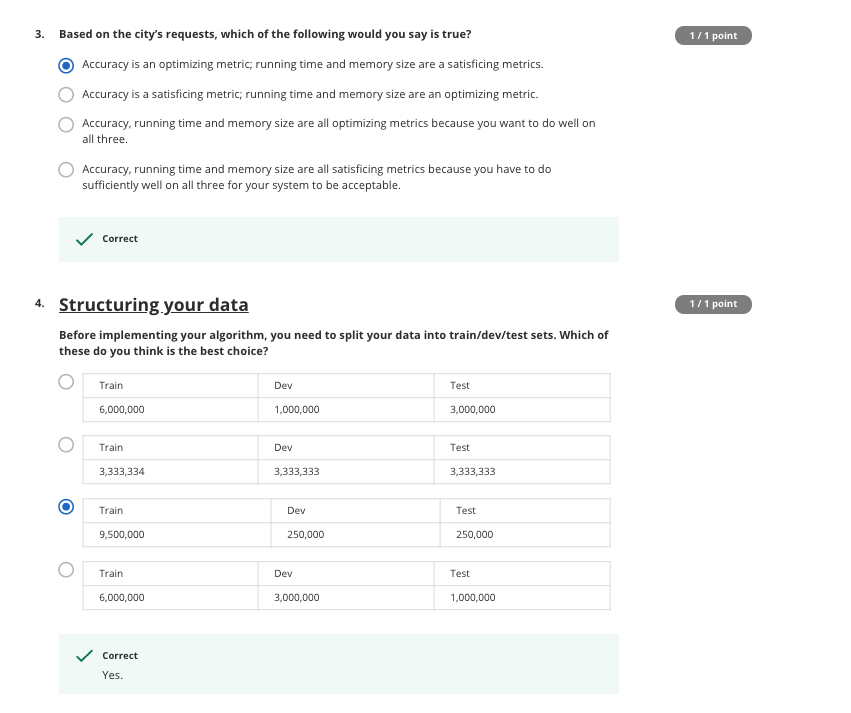 3. Based on the city’s requests, which of the following would you say is true?
1 / 1 point
Accuracy is an optimizing metric; running time and memory size are a satisficing metrics.
Accuracy is a satisficing metric; running time and memory size are an optimizing metric.
Accuracy, running time and memory size are all optimizing metrics because you want to do well on
all three.
Accuracy, running time and memory size are all satisficing metrics because you have to do
sufficiently well on all three for your system to be acceptable.
Correct
4. Structuring your data
1 / 1 point
Before implementing your algorithm, you need to split your data into train/dev/test sets. Which of
these do you think is the best choice?
Train Dev Test
6,000,000 1,000,000 3,000,000
Train Dev Test
3,333,334 3,333,333 3,333,333
Train Dev Test
9,500,000 250,000 250,000
Train Dev Test
6,000,000 3,000,000 1,000,000
Correct
Yes.